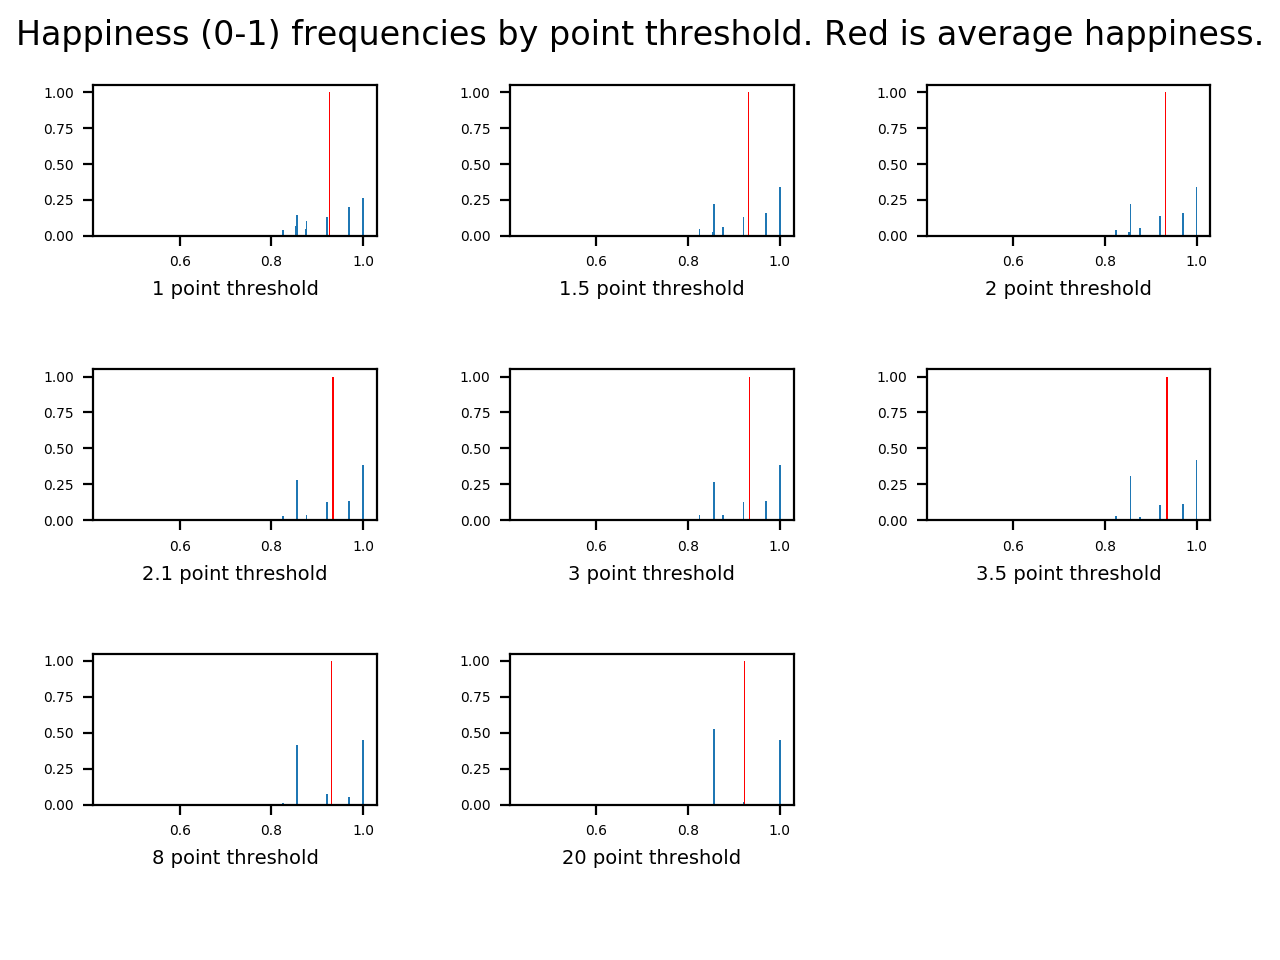 Happiness (0-1) frequencies by point threshold. Red is average happiness.
1.00 0.75 0.50 0.25 0.00
0.6 0.8 1.0
1 point threshold
1.00 0.75 0.50 0.25 0.00
0.6 0.8 1.0
1.5 point threshold
1.00 0.75 0.50 0.25 0.00
0.6 0.8 1.0
2 point threshold
1.00 0.75 0.50 0.25 0.00
0.6 0.8 1.0
2.1 point threshold
1.00 0.75 0.50 0.25 0.00
0.6 0.8 1.0
3 point threshold
1.00 0.75 0.50 0.25 0.00
0.6 0.8 1.0
3.5 point threshold
1.00 0.75 0.50 0.25 0.00
0.6 0.8 1.0
8 point threshold
1.00 0.75 0.50 0.25 0.00
0.6 0.8 1.0
20 point threshold